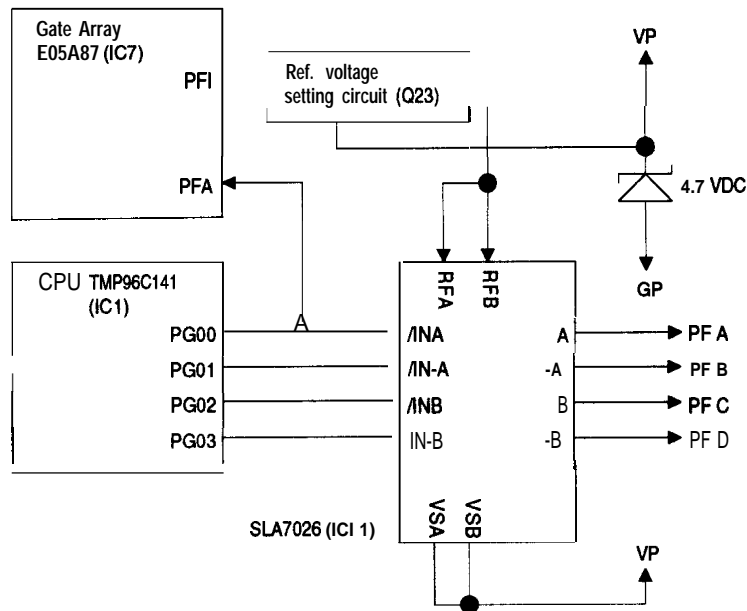 Gate Array
E05A87 (IC7)
PFI
PFA
Ref. voltage
setting circuit (Q23)
VP
4.7 VDC
GP
CPU TMP96C141
(IC1)
PG00
PG01
PG02
PG03
A
RFA
RFB
/INA
/IN-A
/INB
IN-B
A
-A
B
-B
PF A
PF B
PF C
PF D
VSA
VSB
SLA7026 (ICI 1)
VP